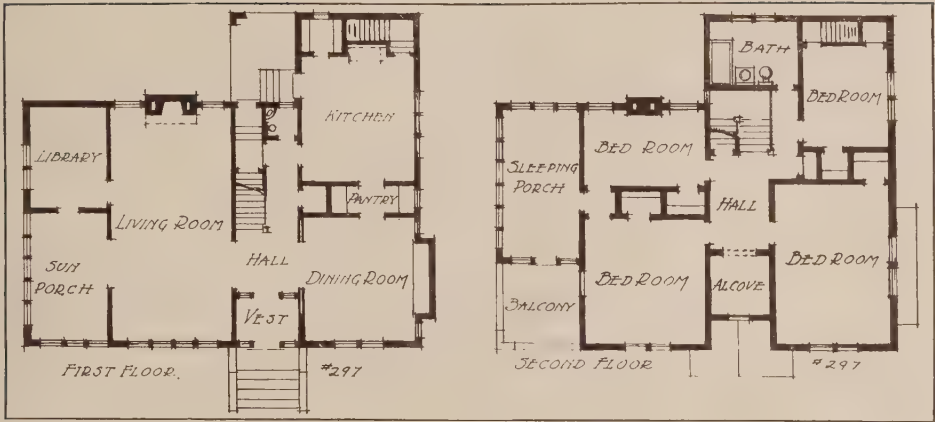 LIBRARY
LIVING ROOM
SUN
PORCH
HALL
VEST
KITCHEN
PANTRY
DINING ROOM
FIRST FLOOR.
#297
BATH
BED ROOM
BED ROOM
SLEEPING
PORCH
HALL
BED ROOM
BED ROOM
ALCOVE
BALCONY
SECOND FLOOR
#297